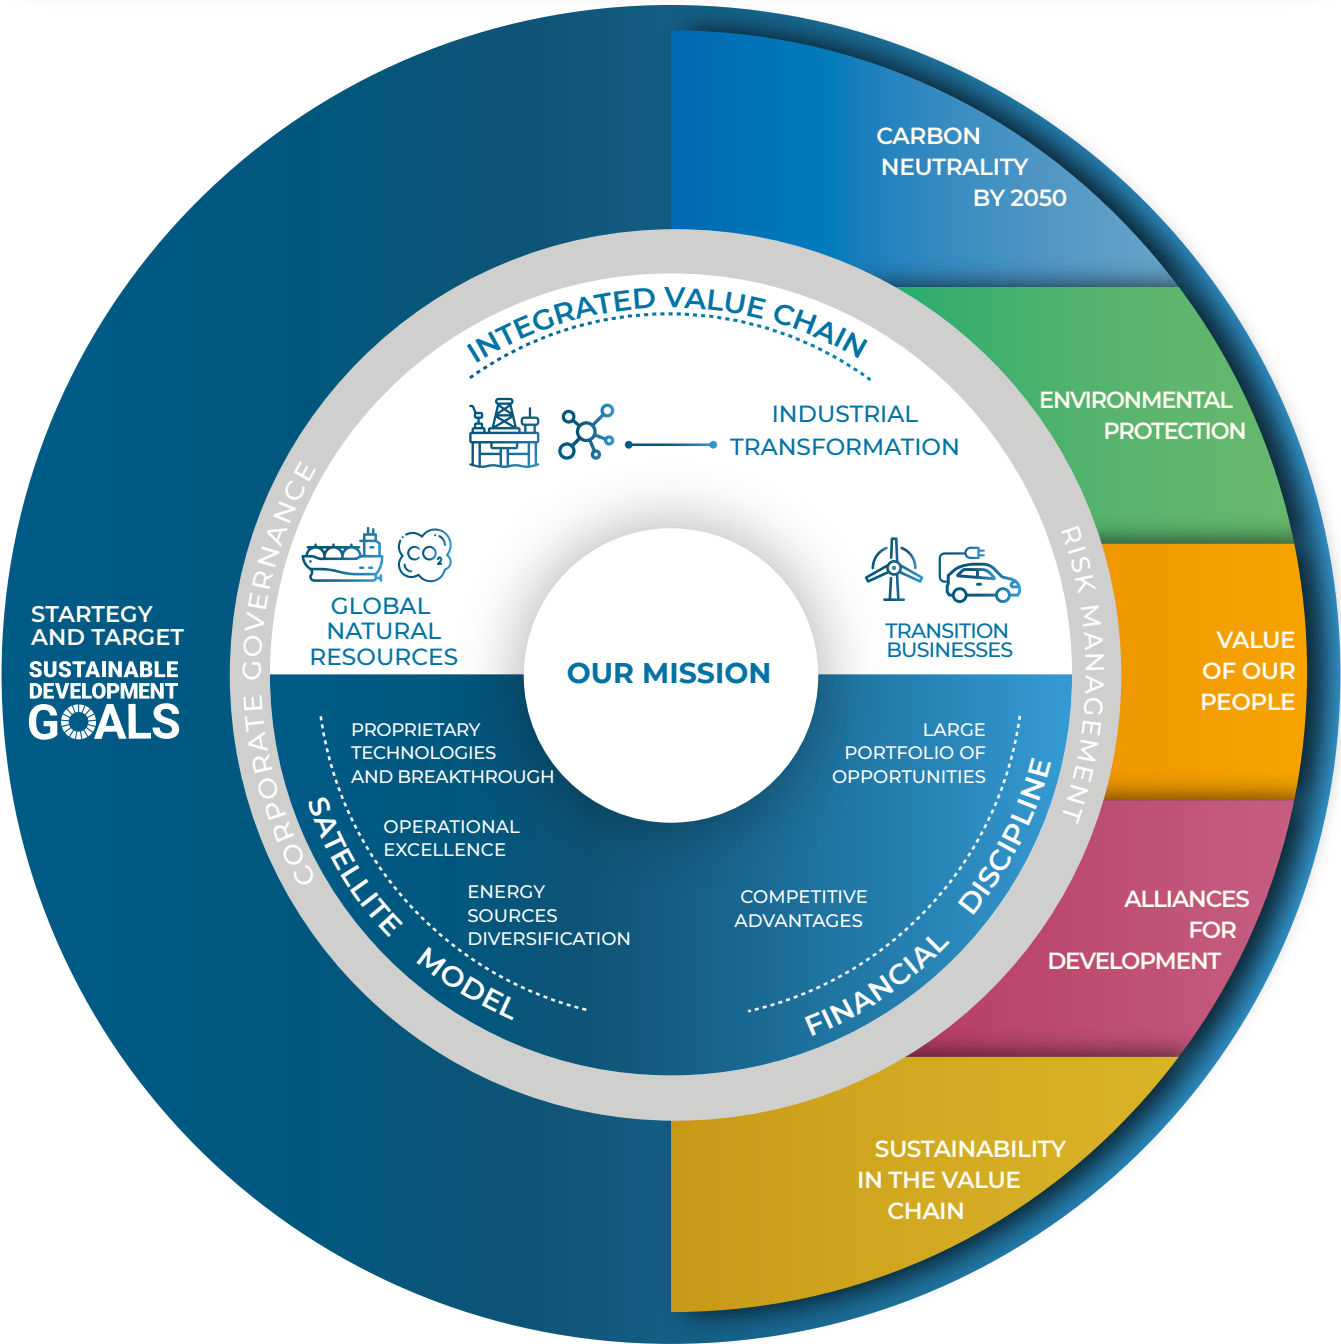 CARBON
NEUTRALITY
BY 2050
ENVIRONMENTAL
PROTECTION
VALUE
OF OUR
PEOPLE
ALLIANCES
FOR
DEVELOPMENT
SUSTAINABILITY
IN THE VALUE
CHAIN
STARTEGY
AND TARGET
SUSTAINABLE
DEVELOPMENT
GOALS
CORPORATE GOVERNANCE
RISK MANAGEMENT
INTEGRATED VALUE CHAIN
INDUSTRIAL
TRANSFORMATION
CO2
GLOBAL
NATURAL
RESOURCES
TRANSITION
BUSINESSES
OUR MISSION
PROPRIETARY
TECHNOLOGIES
AND BREAKTHROUGH
OPERATIONAL
EXCELLENCE
ENERGY
SOURCES
DIVERSIFICATION
SATELLITE MODEL
LARGE
PORTFOLIO OF
OPPORTUNITIES
COMPETITIVE
ADVANTAGES
FINANCIAL DISCIPLINE